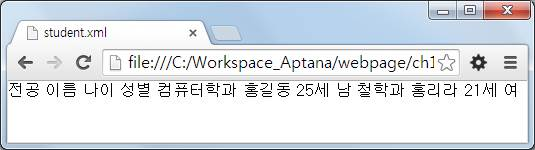 student.xml
file:///C:/Workspace_Aptana/webpage/ch1
전공 이름 나이 성별 컴퓨터학과 홍길동 25세 남 철학과 홍리라 21세 여